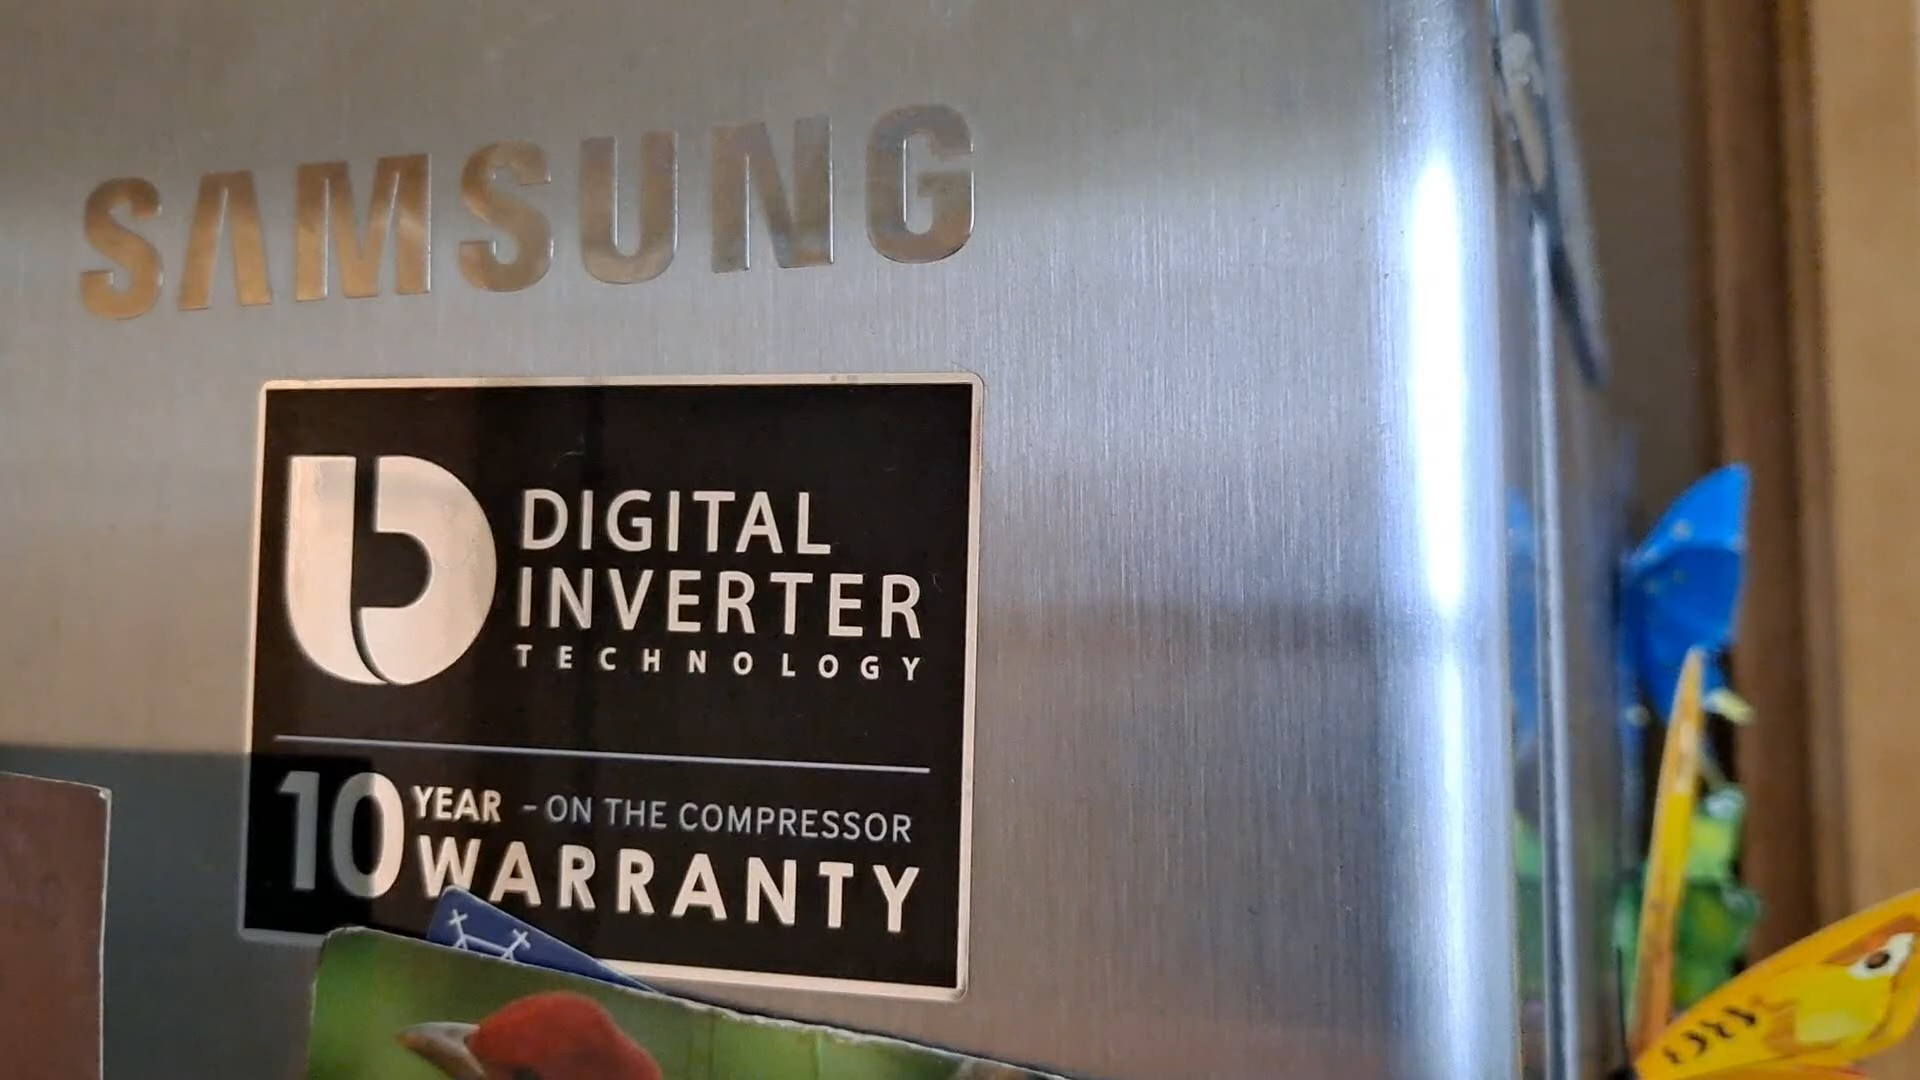 SAMSUNG
DIGITAL
INVERTER
TECHNOLOGY
10 YEAR - ON THE COMPRESSOR
WARRANTY